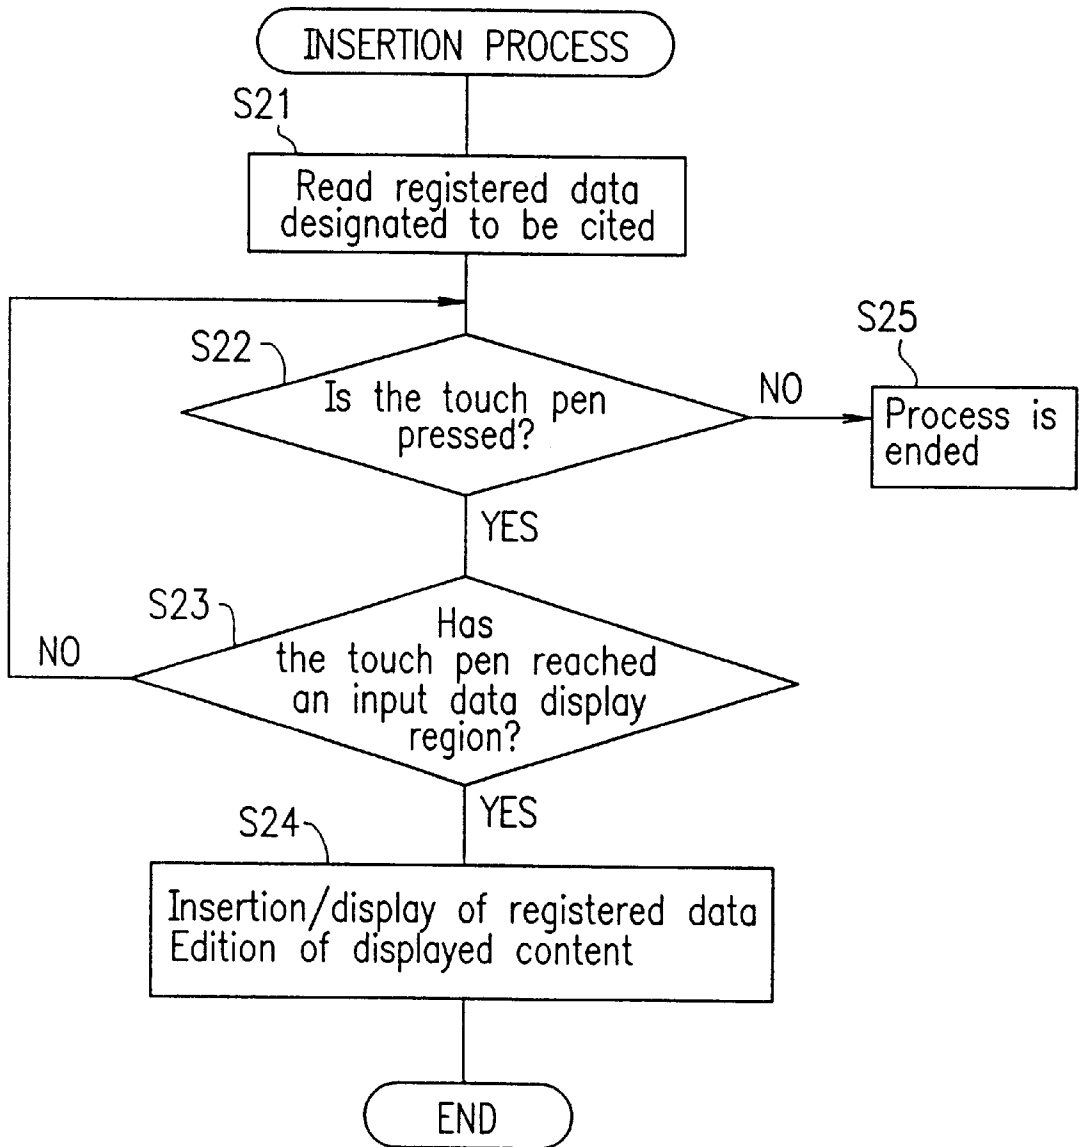 INSERTION PROCESS
S21
Read registered data
designated to be cited
S22
Is the touch pen
pressed?
NO
S25
Process is
ended
YES
S23
NO
Has
the touch pen reached
an input data display
region?
YES
S24
Insertion/display of registered data
Edition of displayed content
END